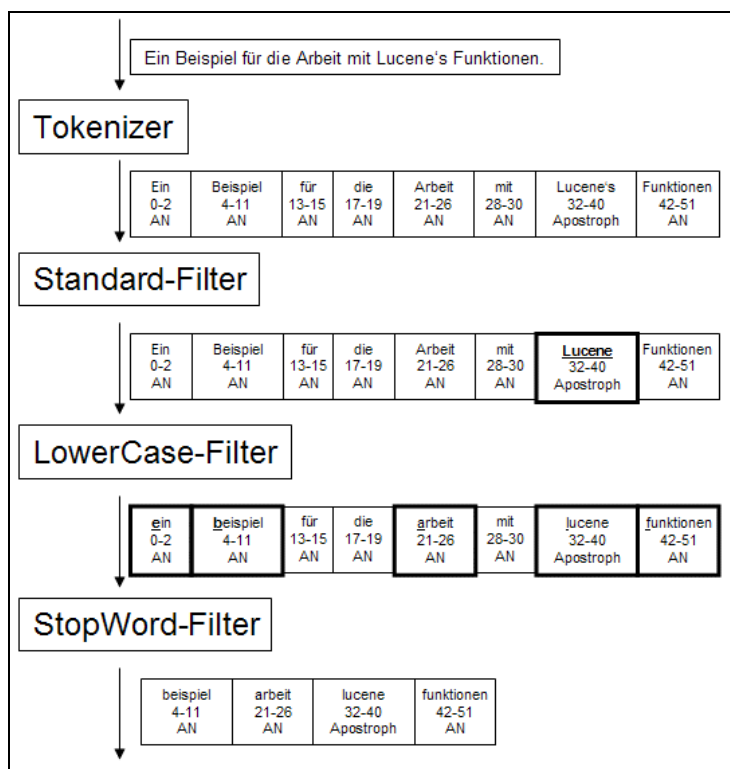 Ein Beispiel für die Arbeit mit Lucene's Funktionen.
Tokenizer
Ein Beispiel für die Arbeit mit Lucene's Funktionen
0-2 4-11 13-15 17-19 21-26 28-30 32-40 42-51
AN AN AN AN AN AN Apostroph AN
Standard-Filter
Ein Beispiel für die Arbeit mit Lucene Funktionen
0-2 4-11 13-15 17-19 21-26 28-30 32-40 42-51
AN AN AN AN AN AN Apostroph AN
LowerCase-Filter
ein beispiel für die arbeit mit lucene funktionen
0-2 4-11 13-15 17-19 21-26 28-30 32-40 42-51
AN AN AN AN AN AN Apostroph AN
StopWord-Filter
beispiel arbeit lucene funktionen
4-11 21-26 32-40 42-51
AN AN Apostroph AN